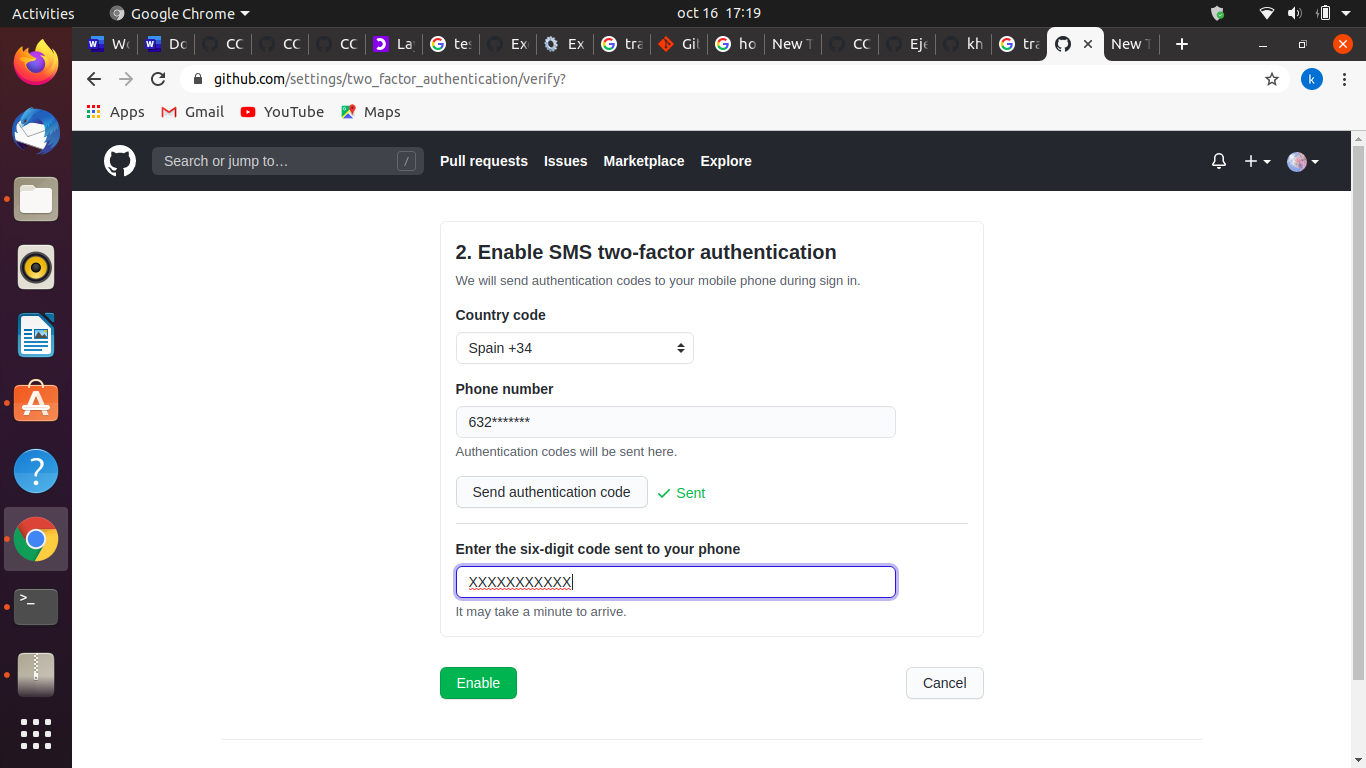 Activities Google Chrome oct 16 17:19
Wo Do CC CC CC La tes Exe Ex tra Git ho New T CC Eje kh tra New T
github.com/settings/two_factor_authentication/verify? k
Apps Gmail YouTube Maps
Search or jump to… / Pull requests Issues Marketplace Explore
2. Enable SMS two-factor authentication
We will send authentication codes to your mobile phone during sign in.
Country code
Spain +34
Phone number
632*******
Authentication codes will be sent here.
Send authentication code Sent
Enter the six-digit code sent to your phone
XXXXXXXXXXX
It may take a minute to arrive.
Enable Cancel